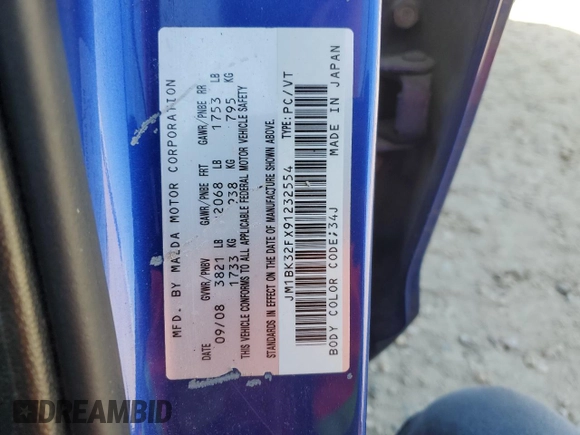 MFD. BY MAZDA MOTOR CORPORATION
DATE GVWR/PNBV GAWR/PNBE FRT GAWR/PNBE RR
09/08 3821 LB 2068 LB 1753 LB
1733 KG 938 KG 795 KG
THIS VEHICLE CONFORMS TO ALL APPLICABLE FEDERAL MOTOR VEHICLE SAFETY
STANDARDS IN EFFECT ON THE DATE OF MANUFACTURE SHOWN ABOVE.
JM1BK32FX91232554 TYPE: PC/VT
BODY COLOR CODE; 34J MADE IN JAPAN
DREAMBID